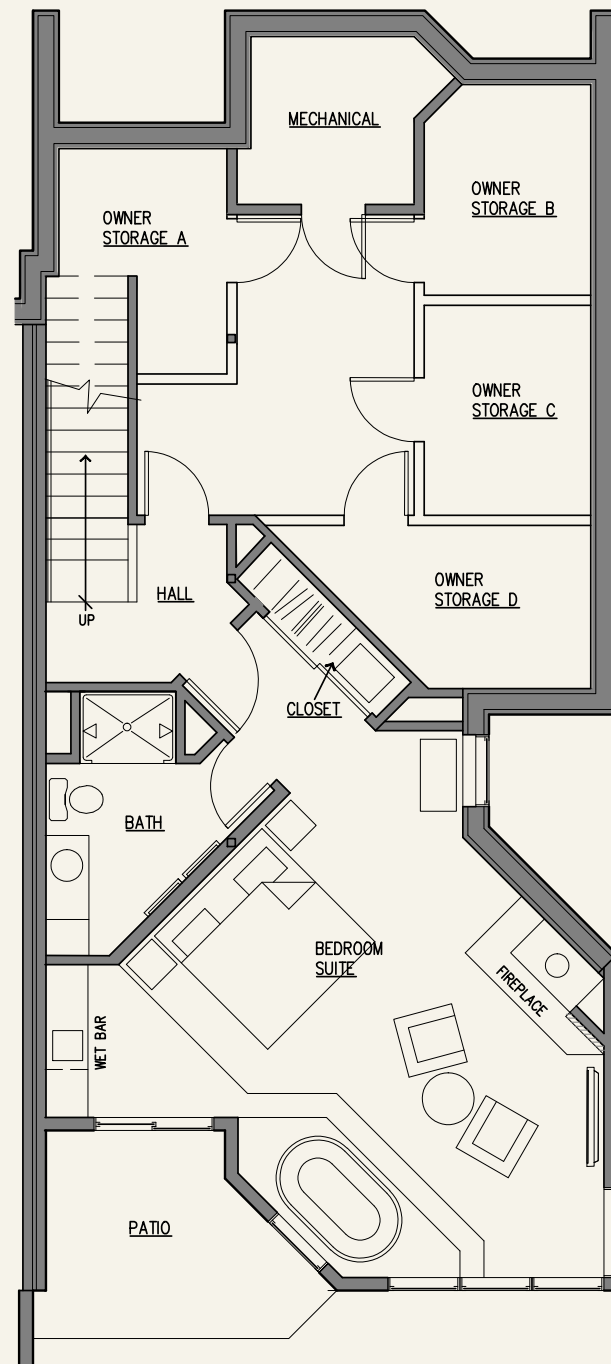 MECHANICAL
OWNER
STORAGE B
OWNER
STORAGE A
OWNER
STORAGE C
OWNER
STORAGE D
HALL
UP
CLOSET
BATH
BEDROOM
SUITE
FIREPLACE
WET BAR
PATIO